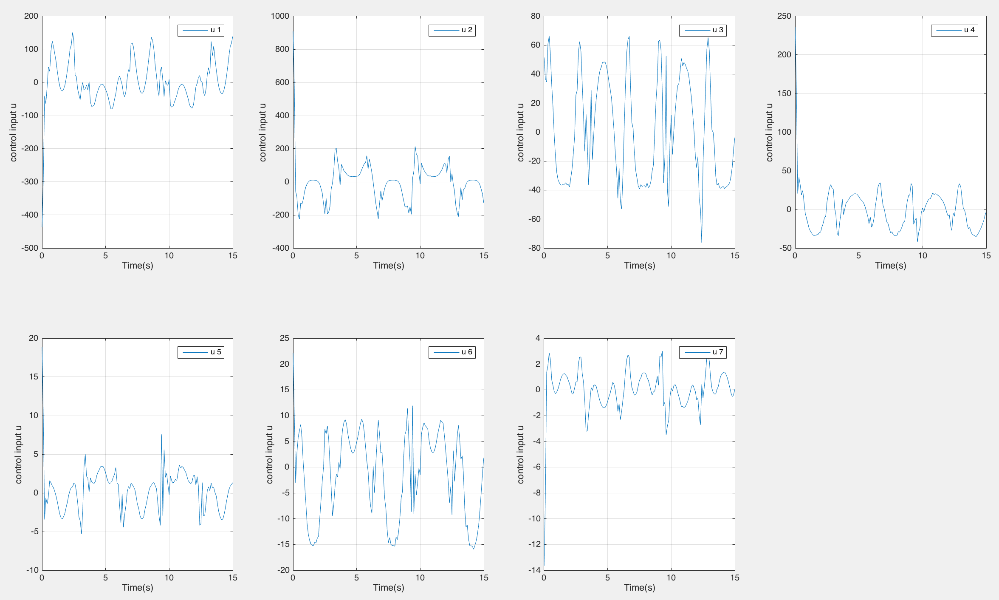 200
100
0
-100
-200
-300
-400
-500
control input u
u 1
0 5 10 15
Time(s)
1000
800
600
400
200
0
-200
-400
control input u
u 2
0 5 10 15
Time(s)
80
60
40
20
0
-20
-40
-60
-80
control input u
u 3
0 5 10 15
Time(s)
250
200
150
100
50
0
-50
control input u
u 4
0 5 10 15
Time(s)
20
15
10
5
0
-5
-10
control input u
u 5
0 5 10 15
Time(s)
25
20
15
10
5
0
-5
-10
-15
-20
control input u
u 6
0 5 10 15
Time(s)
4
2
0
-2
-4
-6
-8
-10
-12
-14
control input u
u 7
0 5 10 15
Time(s)